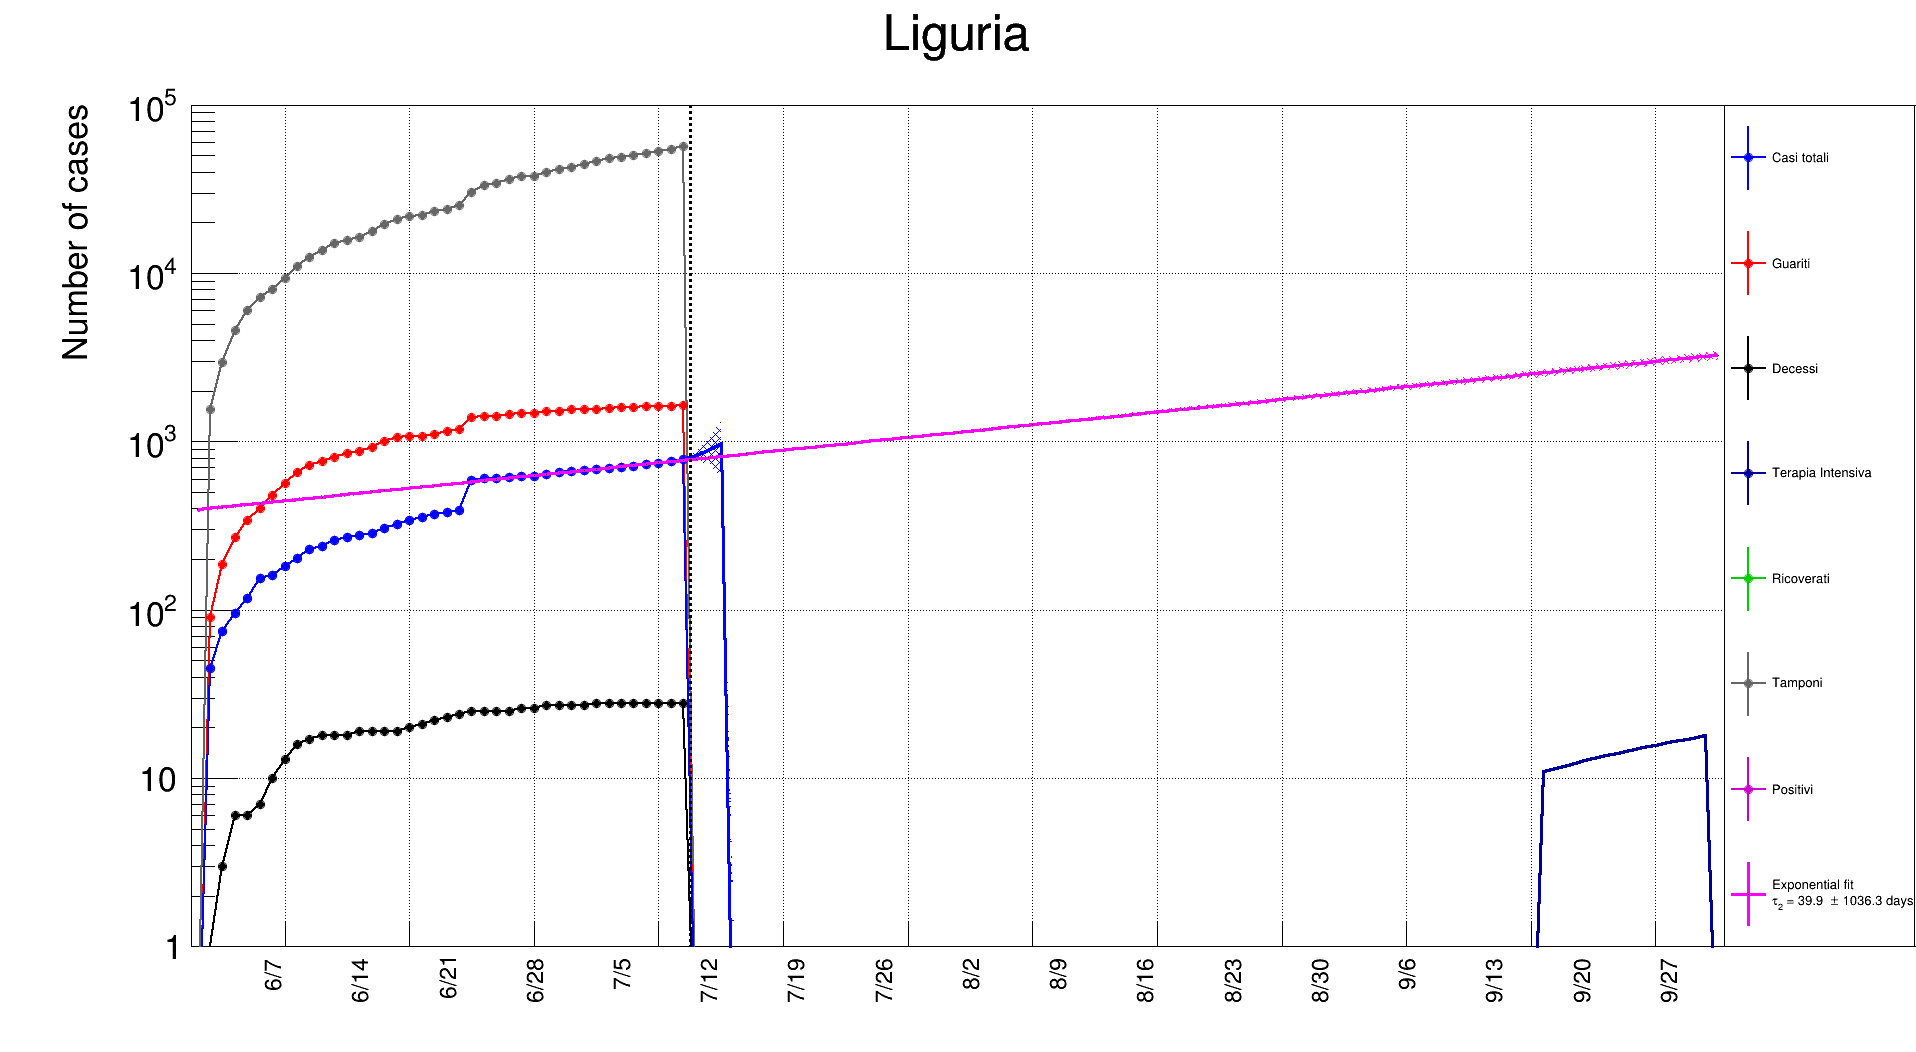 Liguria
Number of cases
10^5
10^4
10^3
10^2
10
1
6/7
6/14
6/21
6/28
7/5
7/12
7/19
7/26
8/2
8/9
8/16
8/23
8/30
9/6
9/13
9/20
9/27
Casi totali
Guariti
Decessi
Terapia Intensiva
Ricoverati
Tamponi
Positivi
Exponential fit
τ_2 = 39.9 ± 1036.3 days